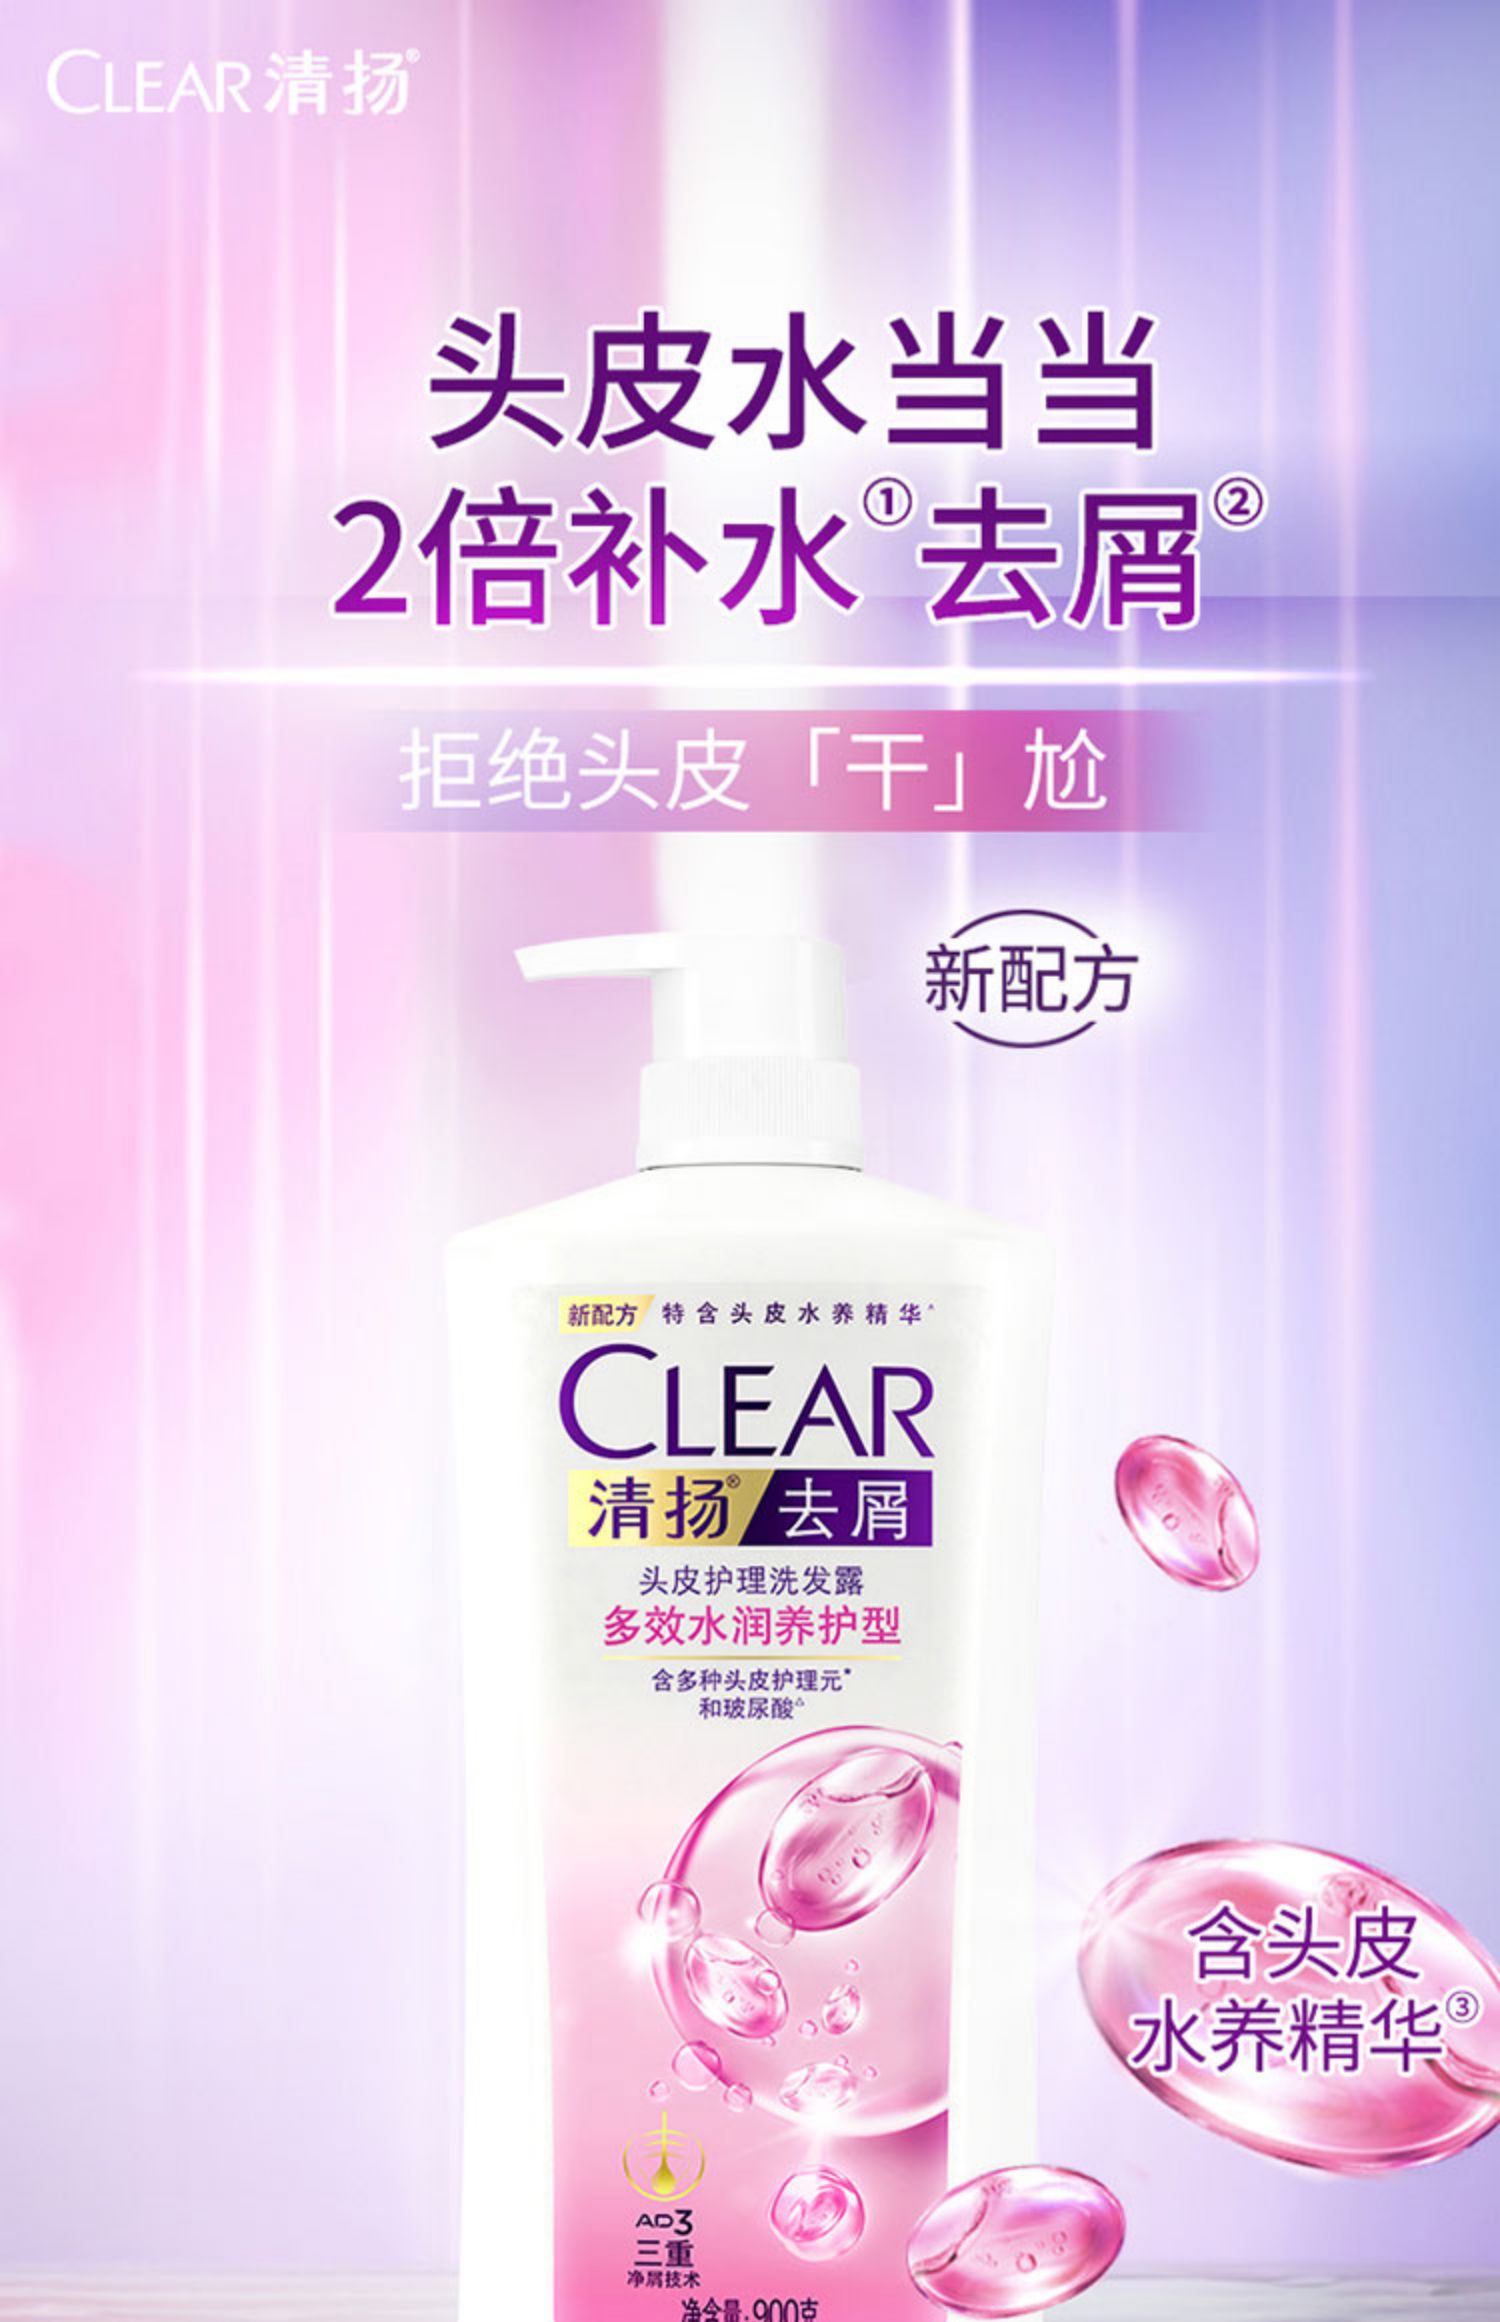 CLEAR清扬®
头皮水当当
2倍补水①去屑②
拒绝头皮「干」尬
新配方
新配方 特含头皮水养精华^
CLEAR
清扬® 去屑
头皮护理洗发露
多效水润养护型
含多种头皮护理元*
和玻尿酸△
含头皮
水养精华③
AD3
三重
净屑技术
净含量:900克